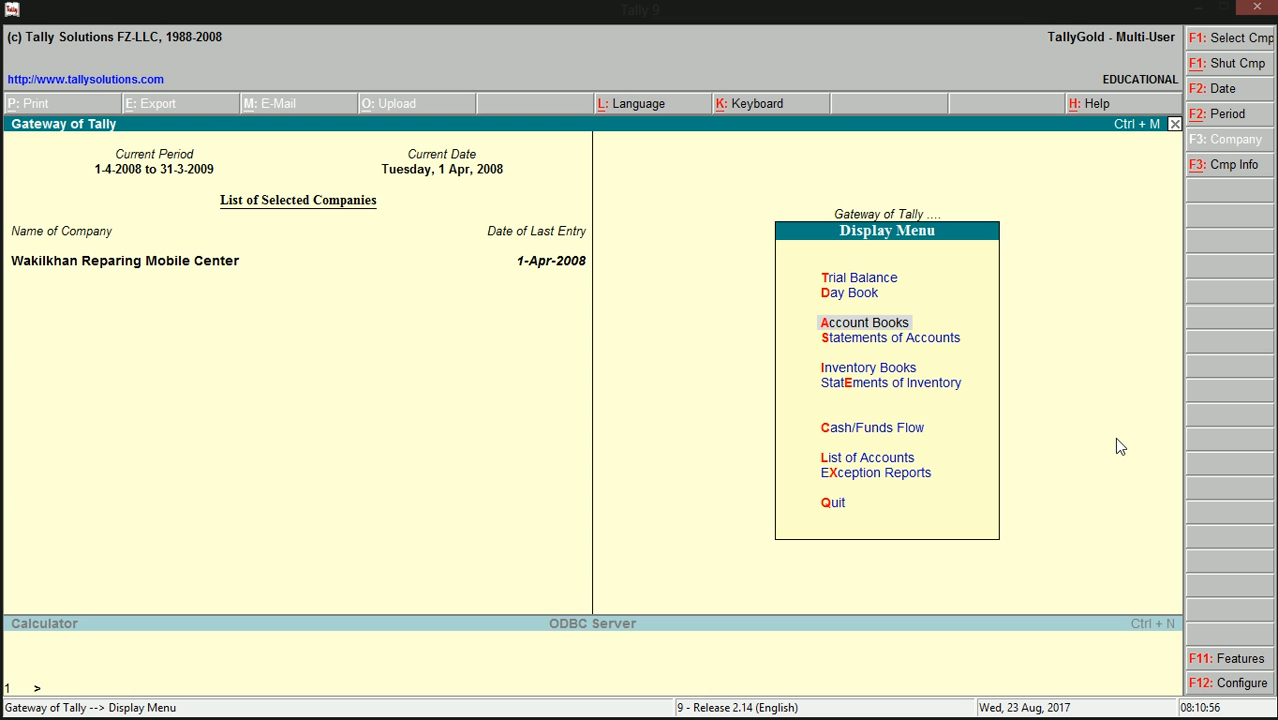 Tally 9
Tally
(c) Tally Solutions FZ-LLC, 1988-2008
TallyGold - Multi-User
http://www.tallysolutions.com
EDUCATIONAL
P: Print
E: Export
M: E-Mail
O: Upload
L: Language
K: Keyboard
H: Help
Gateway of Tally
Ctrl + M
Current Period
1-4-2008 to 31-3-2009
Current Date
Tuesday, 1 Apr, 2008
List of Selected Companies
Name of Company
Date of Last Entry
Wakilkhan Reparing Mobile Center
1-Apr-2008
Gateway of Tally ....
Display Menu
Trial Balance
Day Book
Account Books
Statements of Accounts
Inventory Books
StatEments of Inventory
Cash/Funds Flow
List of Accounts
EXception Reports
Quit
F1: Select Cmp
F1: Shut Cmp
F2: Date
F2: Period
F3: Company
F3: Cmp Info
F11: Features
F12: Configure
Calculator
ODBC Server
Ctrl + N
1 >
Gateway of Tally --> Display Menu
9 - Release 2.14 (English)
Wed, 23 Aug, 2017
08:10:56